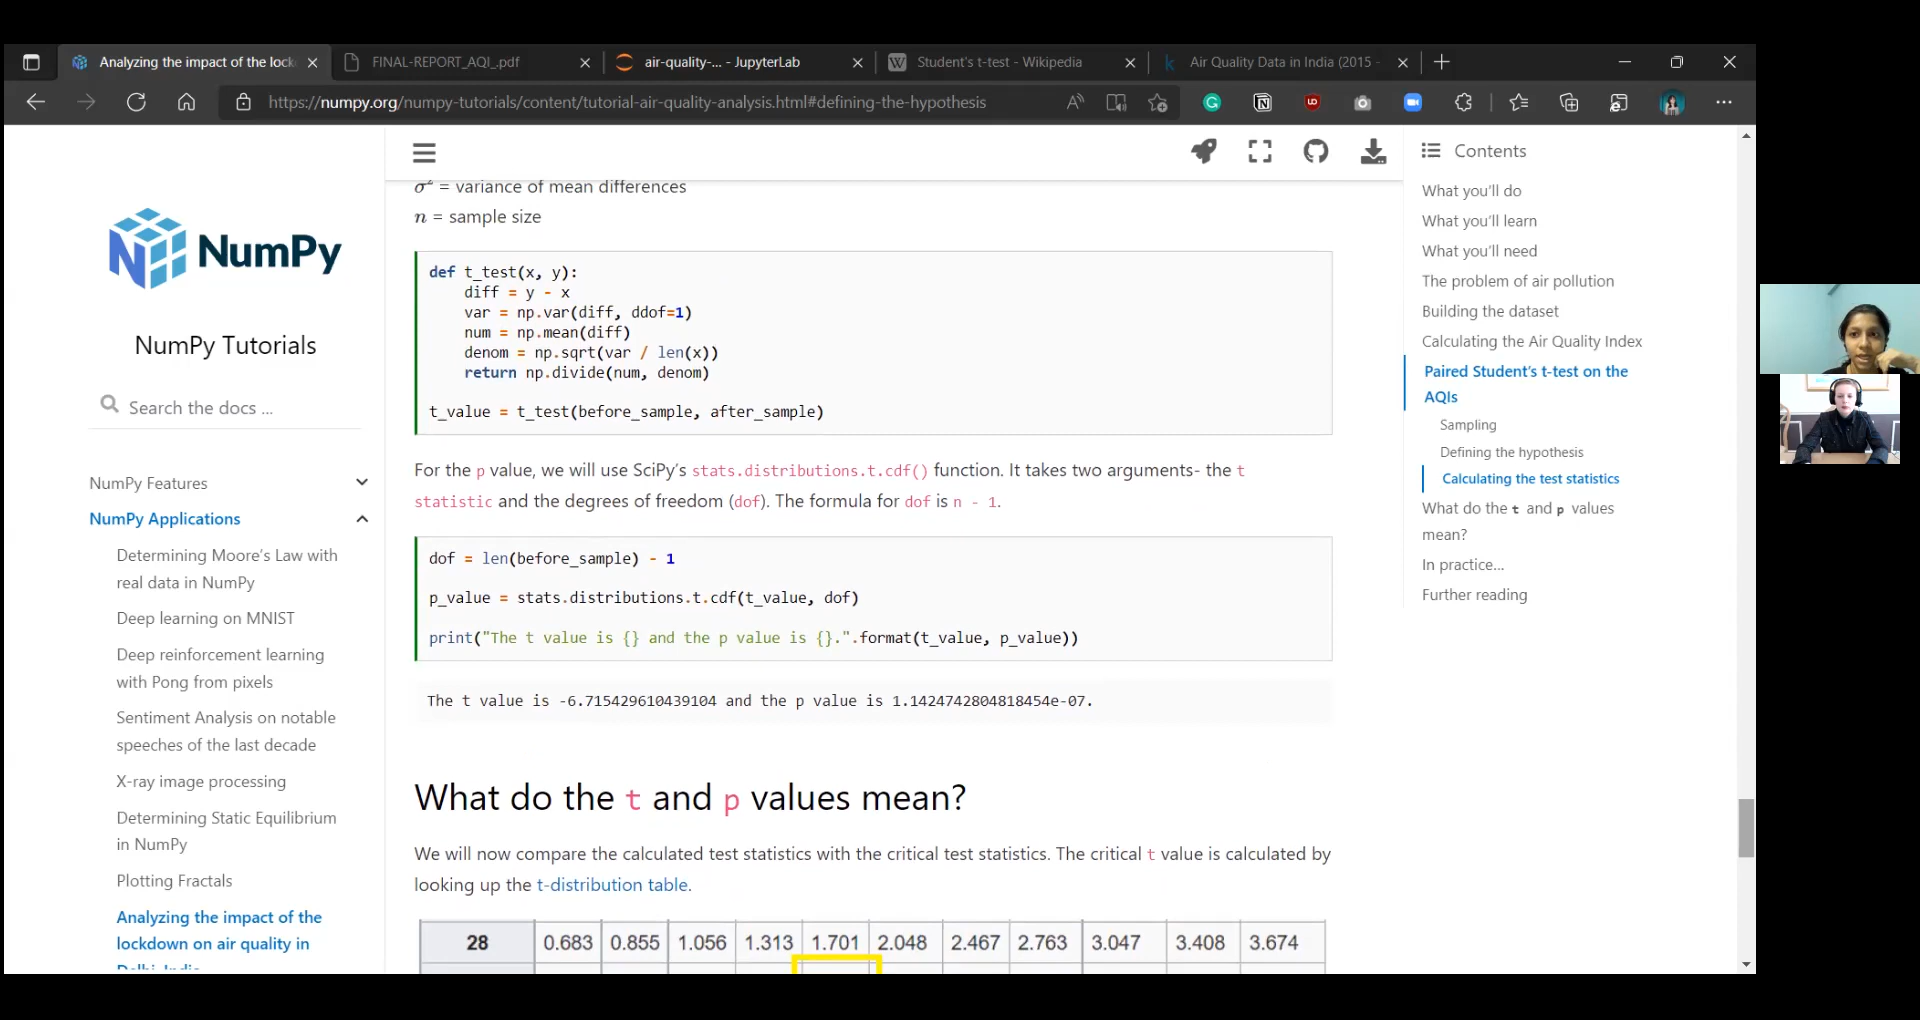 Analyzing the impact of the lock
FINAL-REPORT_AQI_.pdf
air-quality-... - JupyterLab
Student's t-test - Wikipedia
Air Quality Data in India (2015 -
https://numpy.org/numpy-tutorials/content/tutorial-air-quality-analysis.html#defining-the-hypothesis
NumPy
NumPy Tutorials
Search the docs ...
NumPy Features
NumPy Applications
Determining Moore's Law with
real data in NumPy
Deep learning on MNIST
Deep reinforcement learning
with Pong from pixels
Sentiment Analysis on notable
speeches of the last decade
X-ray image processing
Determining Static Equilibrium
in NumPy
Plotting Fractals
Analyzing the impact of the
lockdown on air quality in
Delhi, India
σ² = variance of mean differences
n = sample size
def t_test(x, y):
    diff = y - x
    var = np.var(diff, ddof=1)
    num = np.mean(diff)
    denom = np.sqrt(var / len(x))
    return np.divide(num, denom)
t_value = t_test(before_sample, after_sample)
For the p value, we will use SciPy's stats.distributions.t.cdf() function. It takes two arguments- the t
statistic and the degrees of freedom (dof). The formula for dof is n - 1.
dof = len(before_sample) - 1
p_value = stats.distributions.t.cdf(t_value, dof)
print("The t value is {} and the p value is {}.".format(t_value, p_value))
The t value is -6.715429610439104 and the p value is 1.1424742804818454e-07.
What do the t and p values mean?
We will now compare the calculated test statistics with the critical test statistics. The critical t value is calculated by
looking up the t-distribution table.
28 0.683 0.855 1.056 1.313 1.701 2.048 2.467 2.763 3.047 3.408 3.674
Contents
What you'll do
What you'll learn
What you'll need
The problem of air pollution
Building the dataset
Calculating the Air Quality Index
Paired Student's t-test on the
AQIs
Sampling
Defining the hypothesis
Calculating the test statistics
What do the t and p values
mean?
In practice...
Further reading